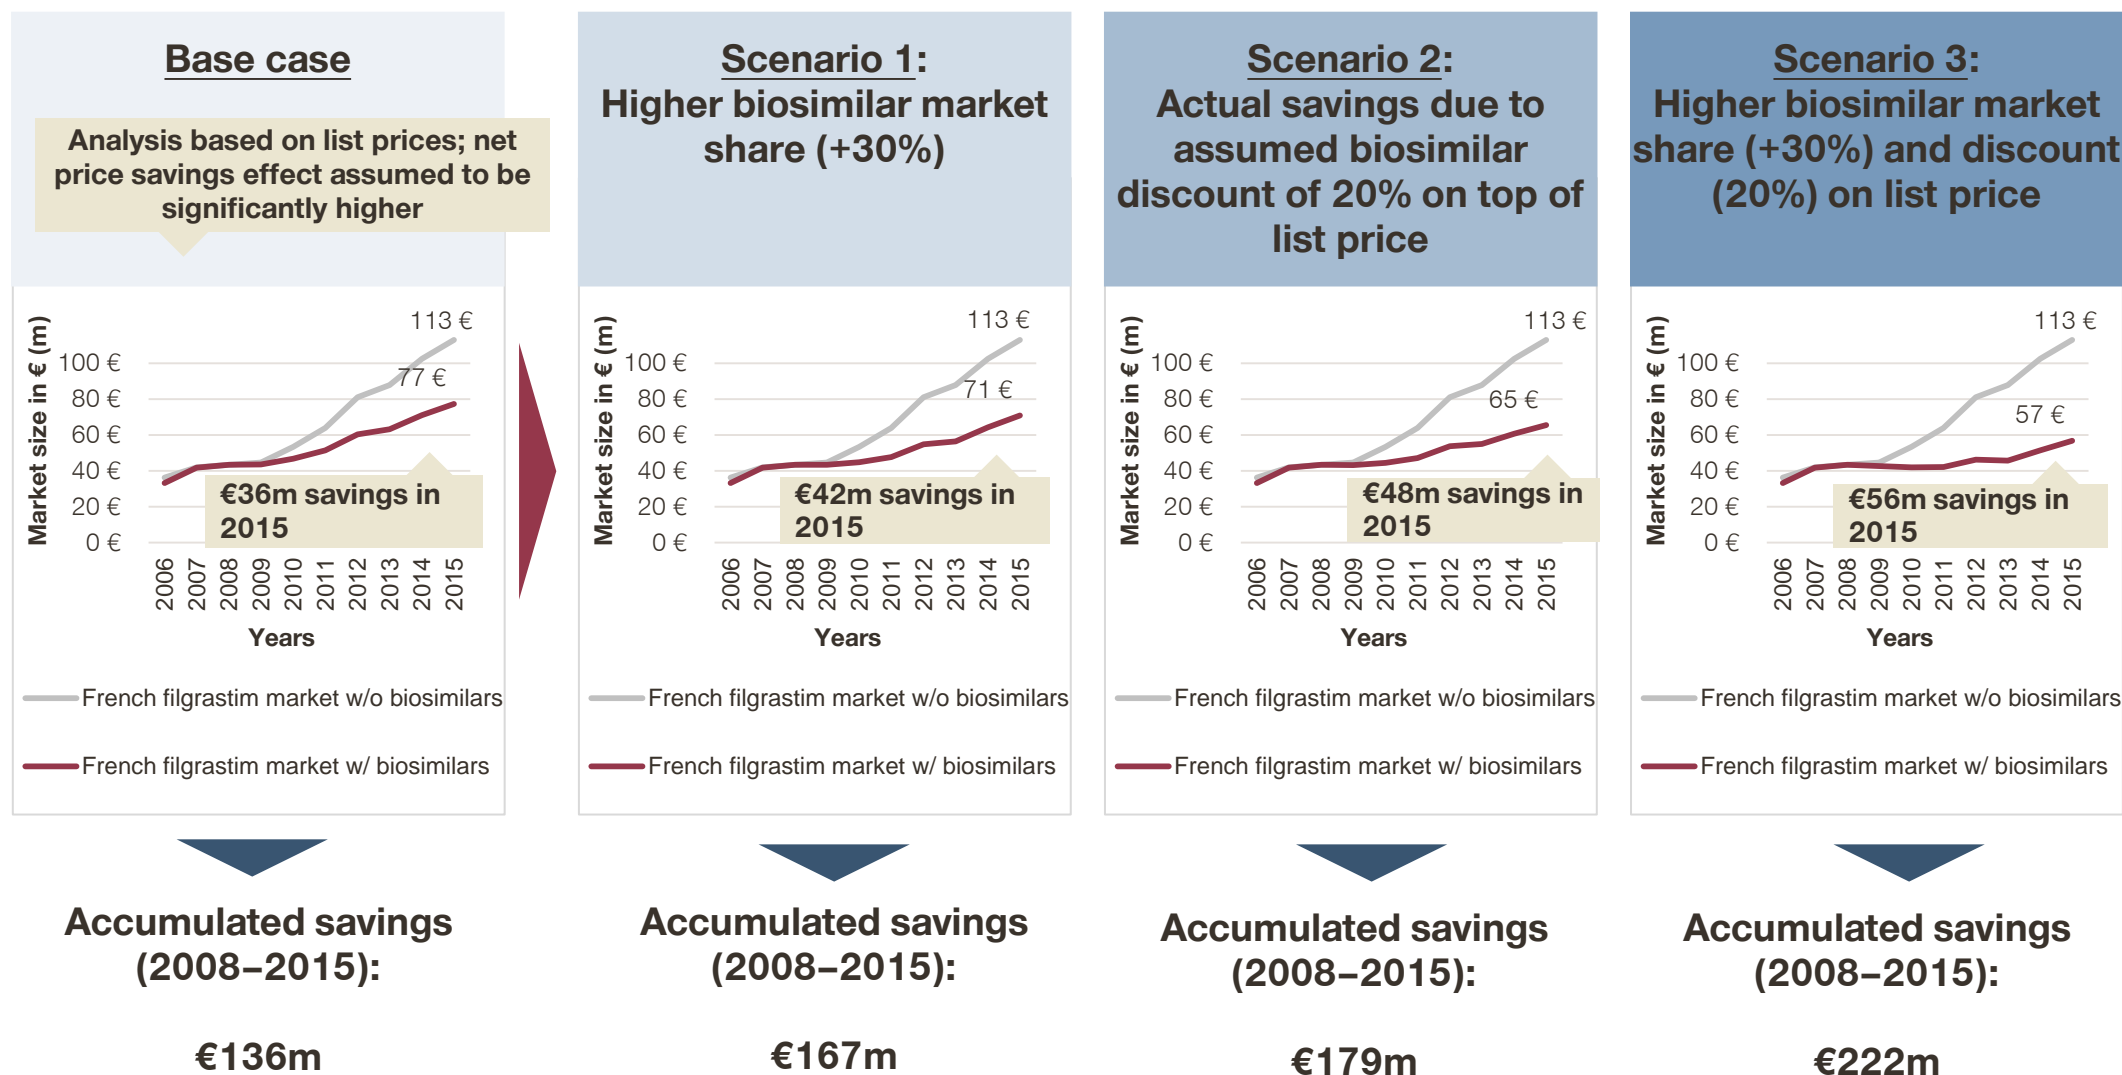 Base case
Analysis based on list prices; net
price savings effect assumed to be
significantly higher
Market size in € (m)
113 €
77 €
100 €
80 €
60 €
40 €
20 €
0 €
€36m savings in
2015
2006
2007
2008
2009
2010
2011
2012
2013
2014
2015
Years
French filgrastim market w/o biosimilars
French filgrastim market w/ biosimilars
Accumulated savings
(2008–2015):
€136m
Scenario 1:
Higher biosimilar market
share (+30%)
Market size in € (m)
113 €
71 €
100 €
80 €
60 €
40 €
20 €
0 €
€42m savings in
2015
2006
2007
2008
2009
2010
2011
2012
2013
2014
2015
Years
French filgrastim market w/o biosimilars
French filgrastim market w/ biosimilars
Accumulated savings
(2008–2015):
€167m
Scenario 2:
Actual savings due to
assumed biosimilar
discount of 20% on top of
list price
Market size in € (m)
113 €
65 €
100 €
80 €
60 €
40 €
20 €
0 €
€48m savings in
2015
2006
2007
2008
2009
2010
2011
2012
2013
2014
2015
Years
French filgrastim market w/o biosimilars
French filgrastim market w/ biosimilars
Accumulated savings
(2008–2015):
€179m
Scenario 3:
Higher biosimilar market
share (+30%) and discount
(20%) on list price
Market size in € (m)
113 €
57 €
100 €
80 €
60 €
40 €
20 €
0 €
€56m savings in
2015
2006
2007
2008
2009
2010
2011
2012
2013
2014
2015
Years
French filgrastim market w/o biosimilars
French filgrastim market w/ biosimilars
Accumulated savings
(2008–2015):
€222m